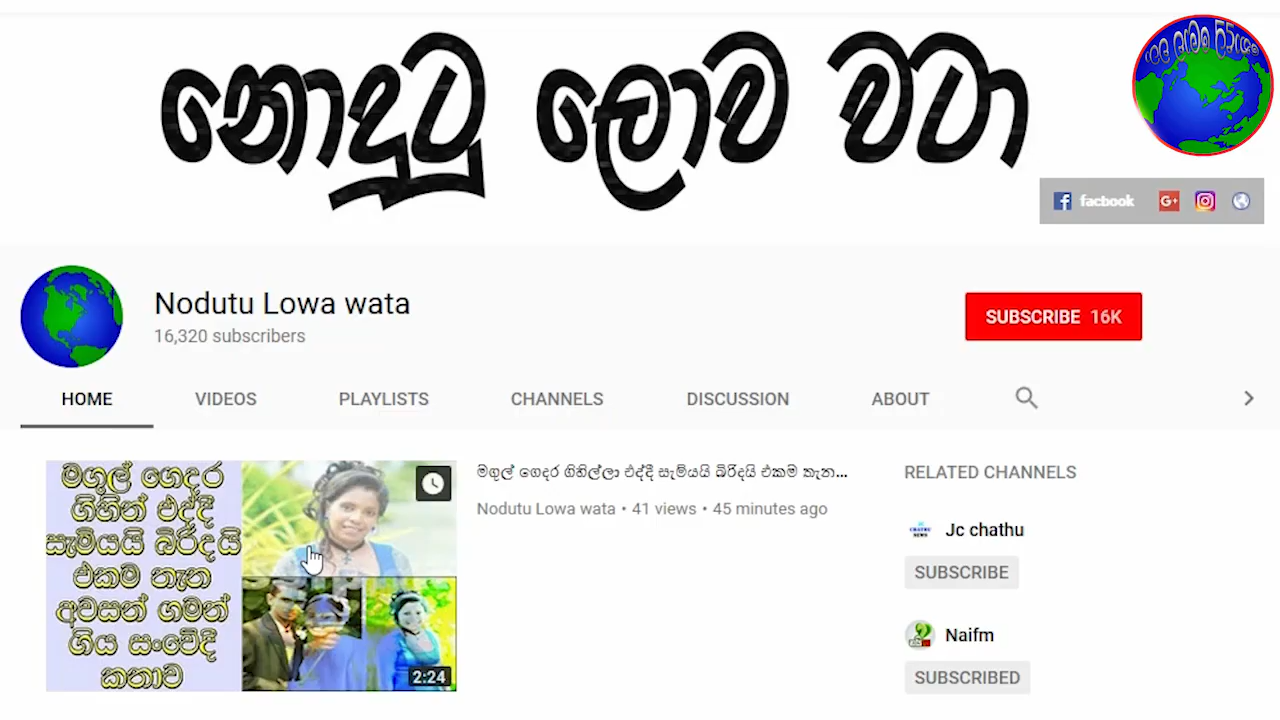 නොදුටු ලොව වටා
facbook
G+
Nodutu Lowa wata
16,320 subscribers
SUBSCRIBE 16K
HOME VIDEOS PLAYLISTS CHANNELS DISCUSSION ABOUT
මගුල් ගෙදර
ගිහින් එද්දී
සැමියයි බිරිදයි
එකම තැන
අවසන් ගමන්
ගිය සංවේදී
කතාව
2:24
මගුල් ගෙදර ගිහිල්ලා එද්දී සැමියයි බිරිදයි එකම තැන...
Nodutu Lowa wata • 41 views • 45 minutes ago
RELATED CHANNELS
Jc chathu
SUBSCRIBE
Naifm
SUBSCRIBED